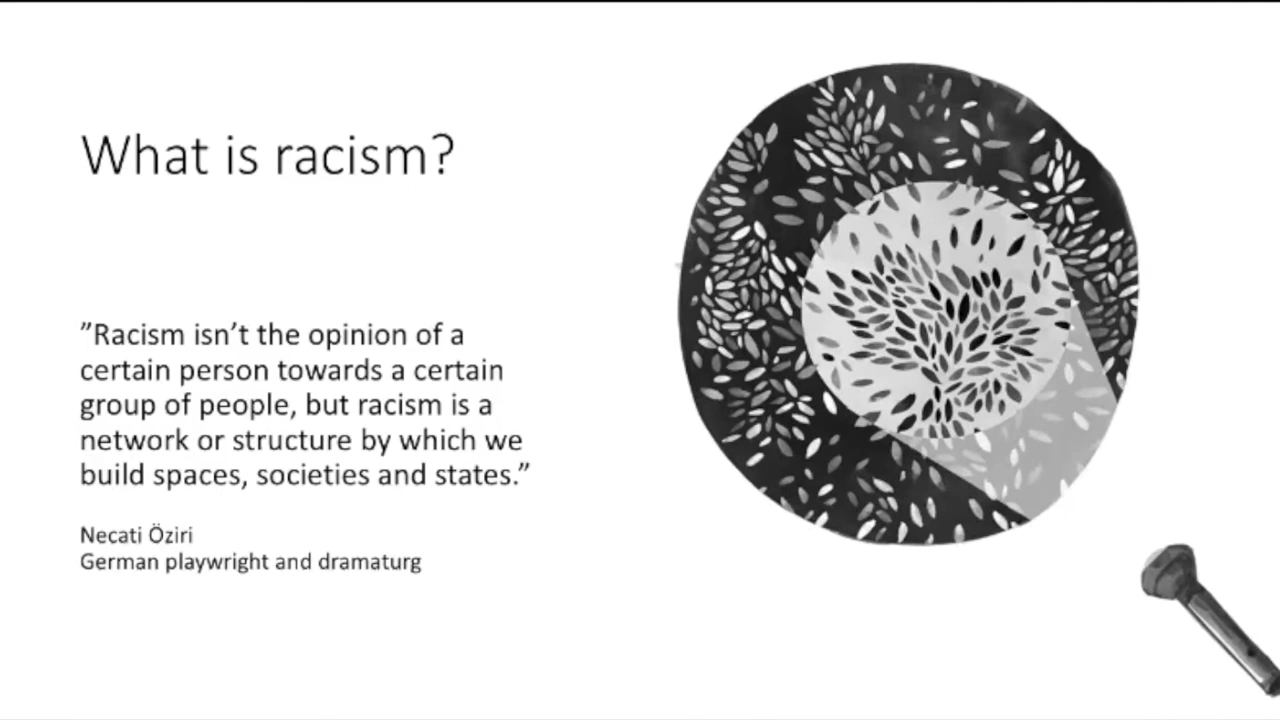 What is racism?
”Racism isn’t the opinion of a
certain person towards a certain
group of people, but racism is a
network or structure by which we
build spaces, societies and states.”
Necati Öziri
German playwright and dramaturg